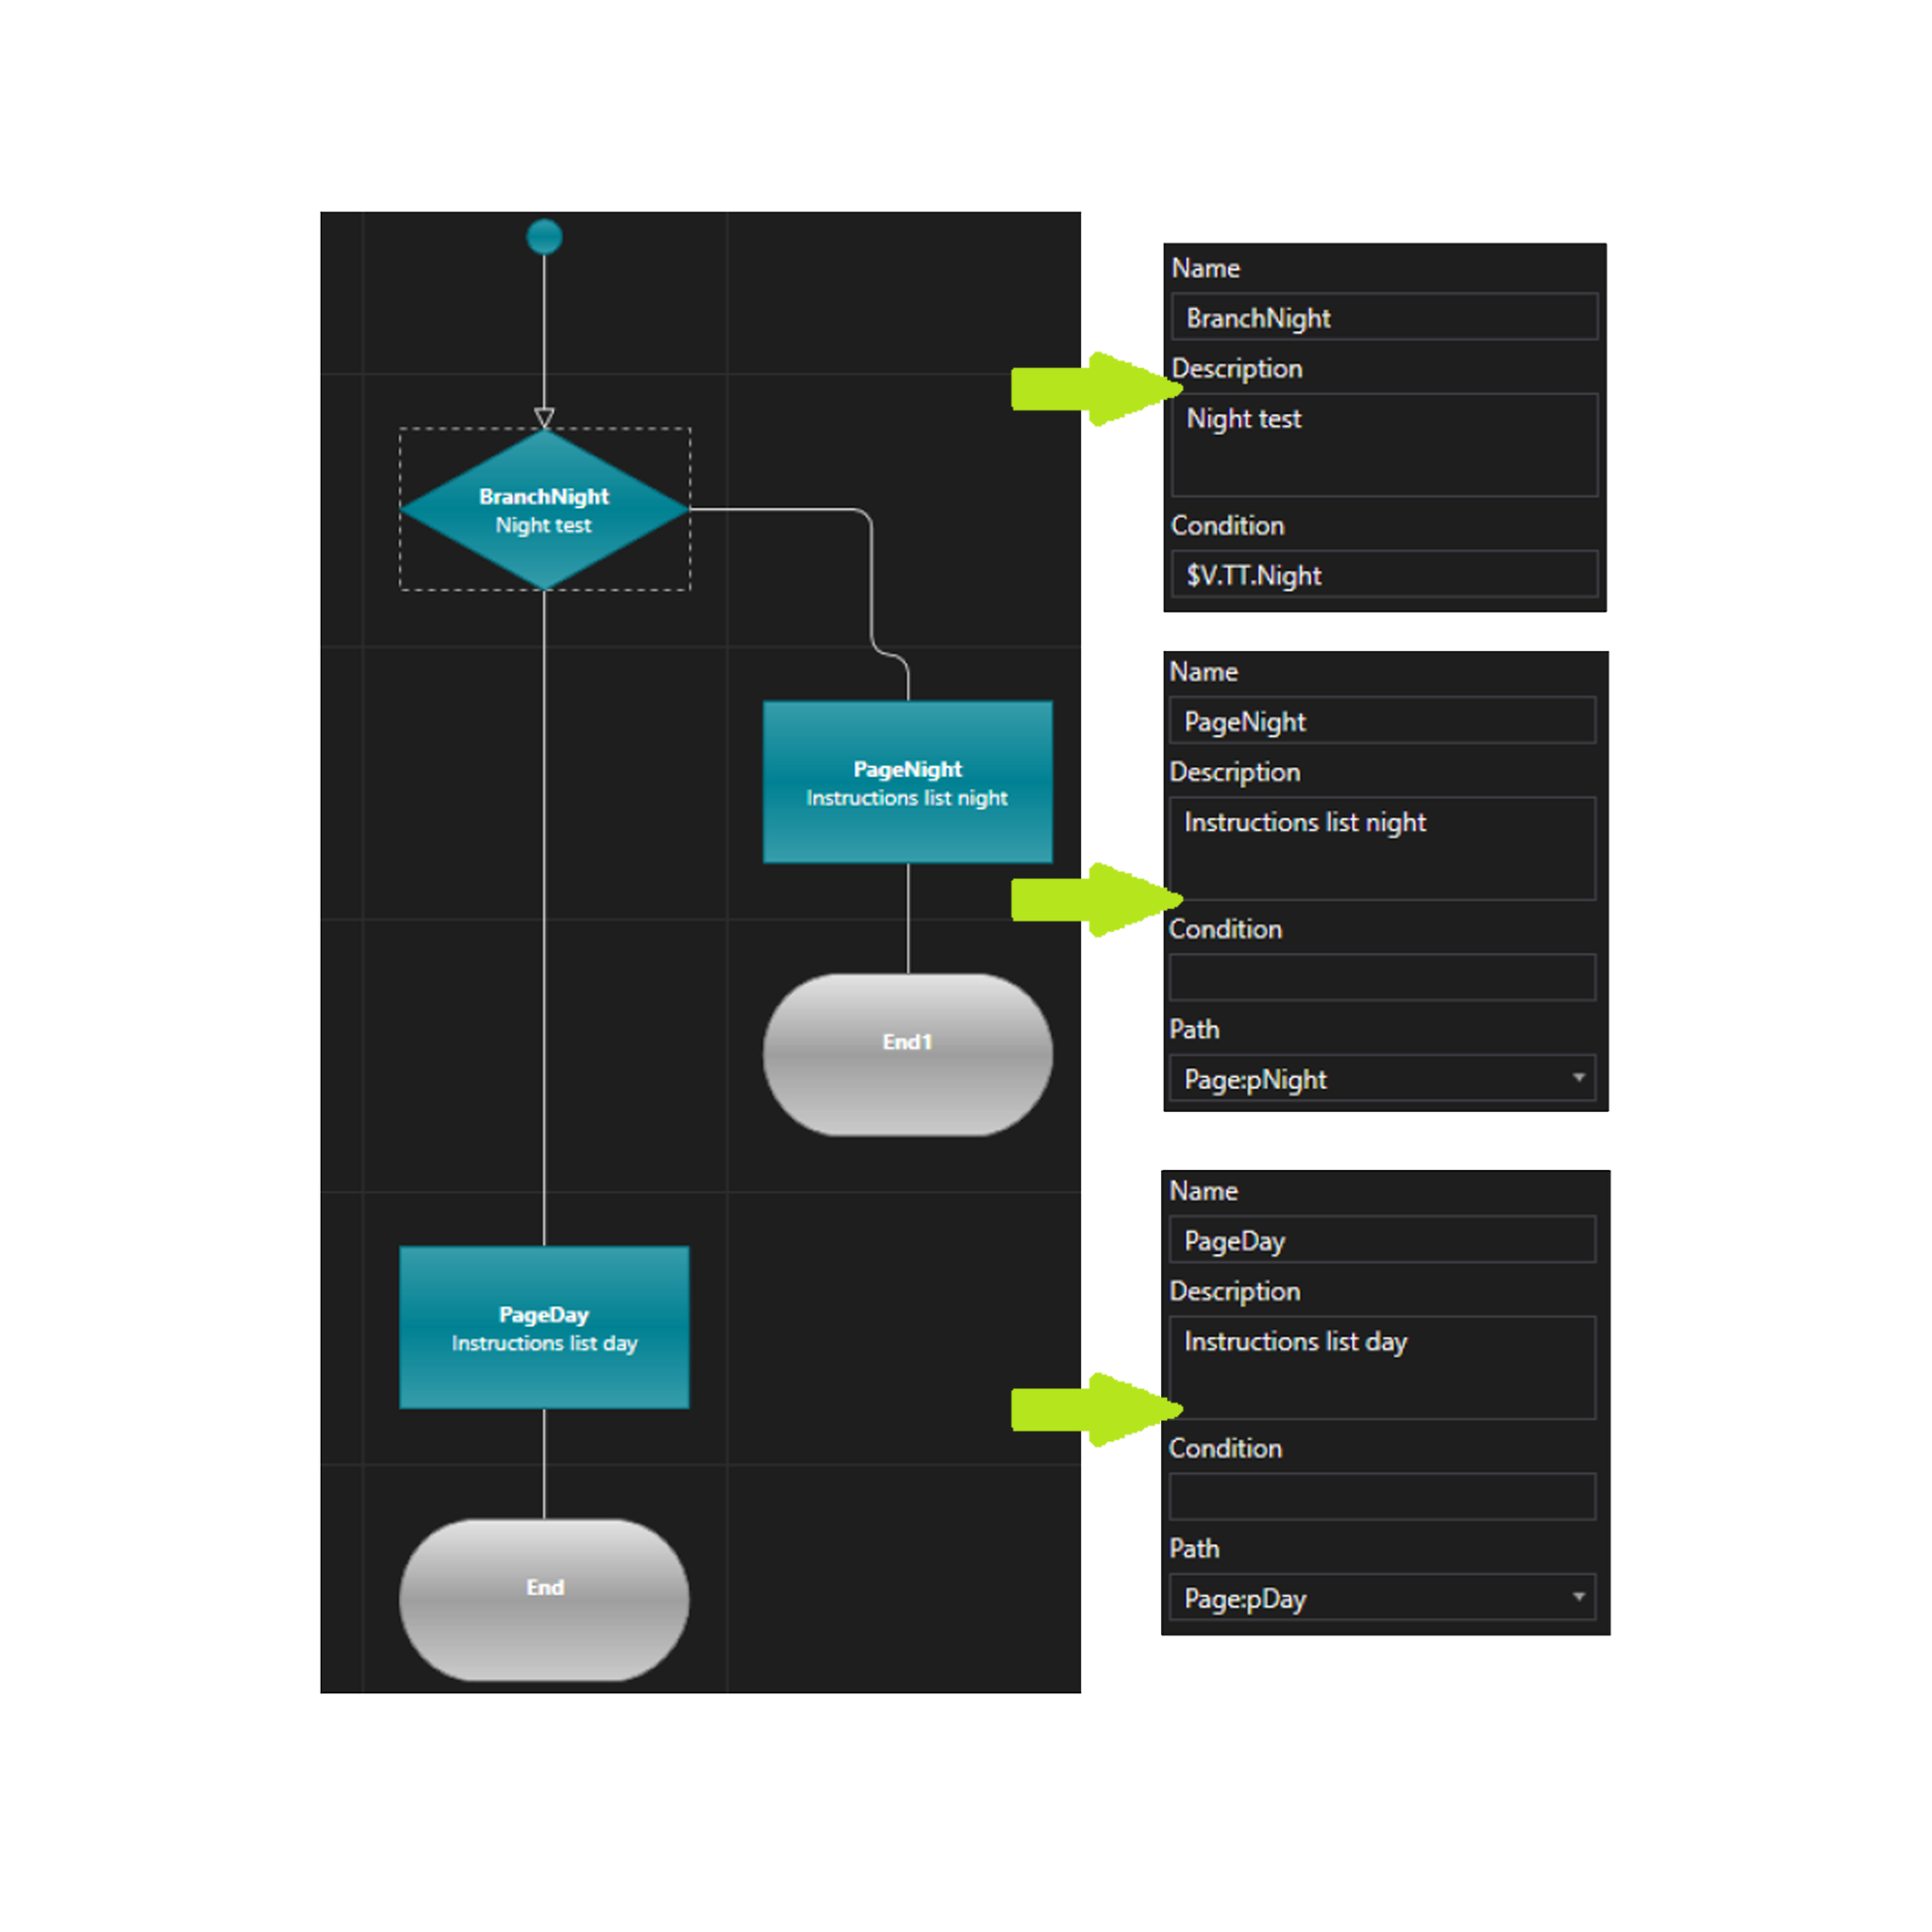 BranchNight
Night test
PageNight
Instructions list night
End1
PageDay
Instructions list day
End
Name
BranchNight
Description
Night test
Condition
$V.TT.Night
Name
PageNight
Description
Instructions list night
Condition
Path
Page:pNight
Name
PageDay
Description
Instructions list day
Condition
Path
Page:pDay